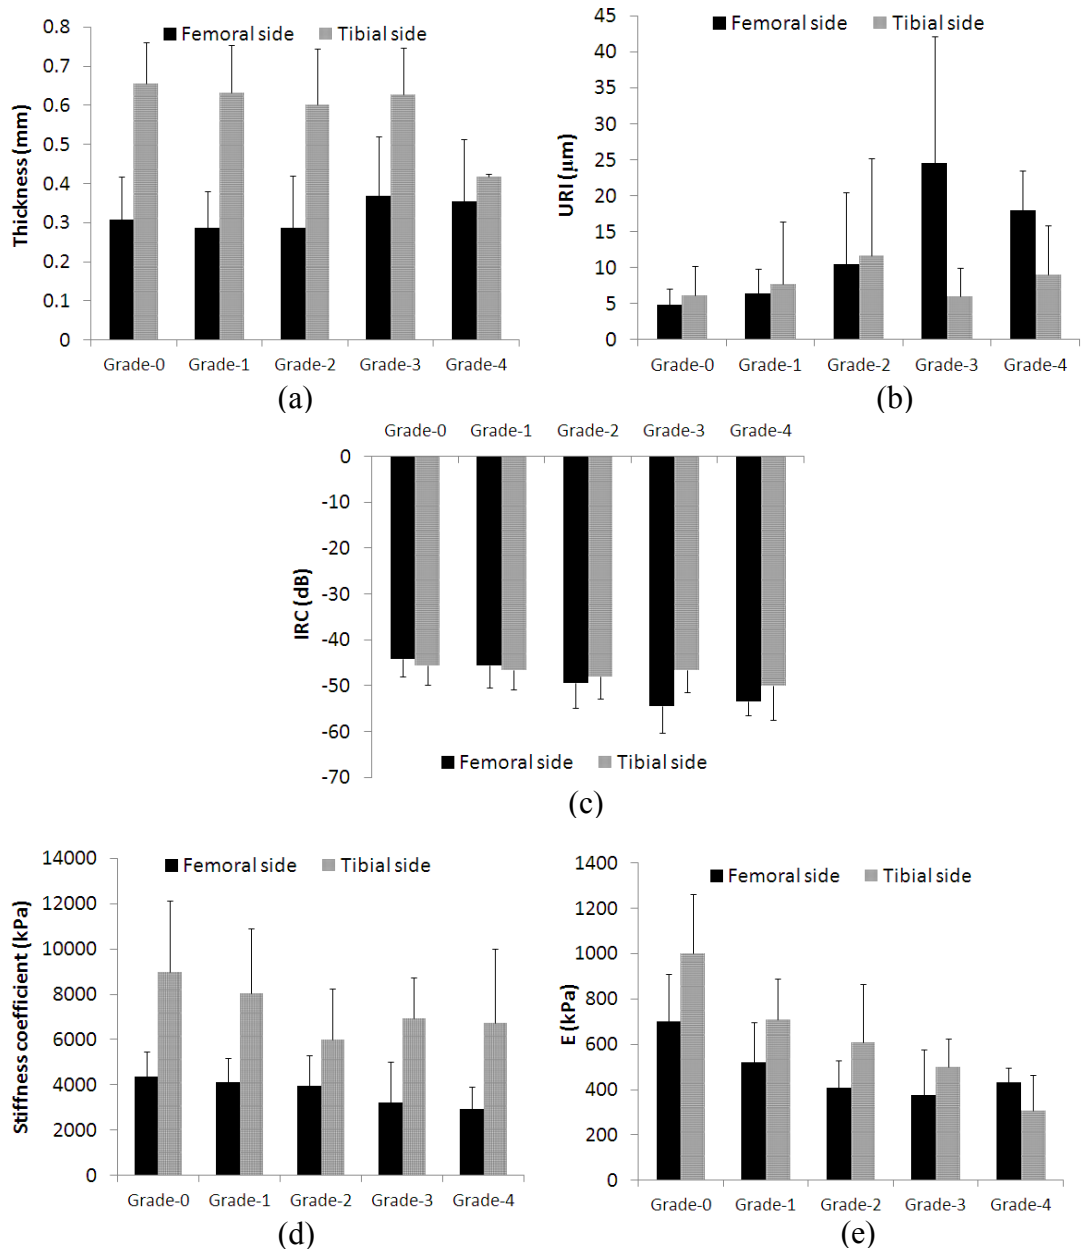 Femoral side Tibial side
Thickness (mm)
0.8
0.7
0.6
0.5
0.4
0.3
0.2
0.1
0
Grade-0 Grade-1 Grade-2 Grade-3 Grade-4
(a)
Femoral side Tibial side
URI (μm)
45
40
35
30
25
20
15
10
5
0
Grade-0 Grade-1 Grade-2 Grade-3 Grade-4
(b)
Grade-0 Grade-1 Grade-2 Grade-3 Grade-4
IRC (dB)
0
-10
-20
-30
-40
-50
-60
-70
Femoral side Tibial side
(c)
Femoral side Tibial side
Stiffness coefficient (kPa)
14000
12000
10000
8000
6000
4000
2000
0
Grade-0 Grade-1 Grade-2 Grade-3 Grade-4
(d)
Femoral side Tibial side
E (kPa)
1400
1200
1000
800
600
400
200
0
Grade-0 Grade-1 Grade-2 Grade-3 Grade-4
(e)